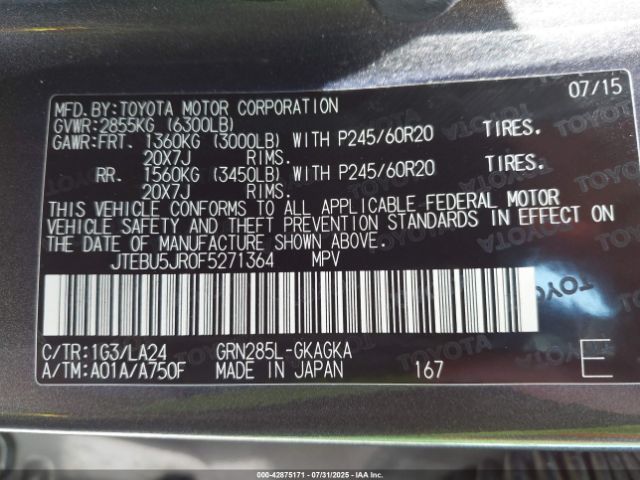 MFD.BY:TOYOTA MOTOR CORPORATION 07/15
GVWR:2855KG (6300LB)
GAWR:FRT. 1360KG (3000LB) WITH P245/60R20 TIRES.
20X7J RIMS.
RR. 1560KG (3450LB) WITH P245/60R20 TIRES.
20X7J RIMS.
THIS VEHICLE CONFORMS TO ALL APPLICABLE FEDERAL MOTOR
VEHICLE SAFETY AND THEFT PREVENTION STANDARDS IN EFFECT ON
THE DATE OF MANUFACTURE SHOWN ABOVE.
JTEBU5JR0F5271364 MPV
C/TR:1G3/LA24 GRN285L-GKAGKA
A/TM:A01A/A750F MADE IN JAPAN 167 E
000-42875171 - 07/31/2025 - IAAI